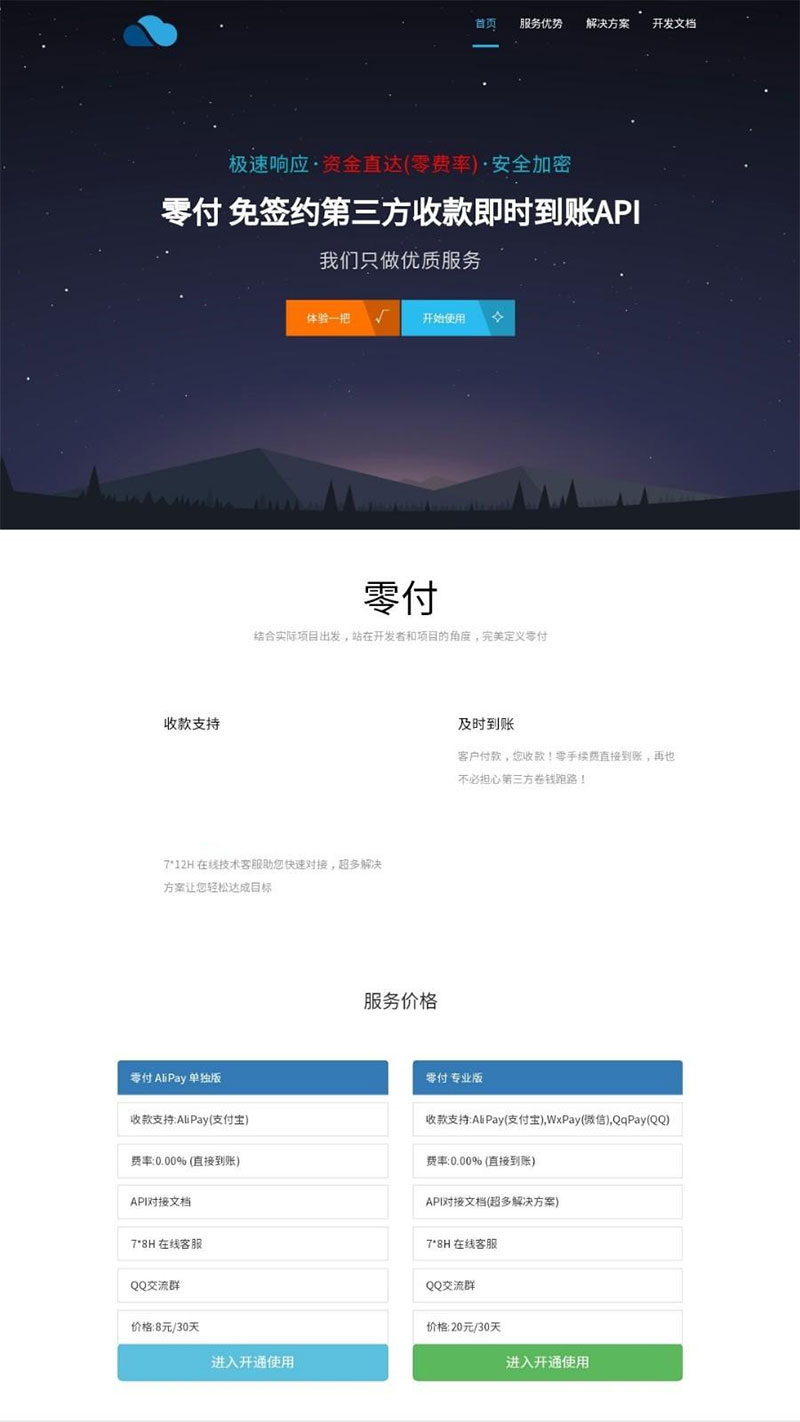 首页 服务优势 解决方案 开发文档
极速响应·资金直达(零费率)·安全加密
零付 免签约第三方收款即时到账API
我们只做优质服务
体验一把 开始使用
零付
结合实际项目出发，站在开发者和项目的角度，完美定义零付
收款支持
7*12H 在线技术客服助您快速对接，超多解决
方案让您轻松达成目标
及时到账
客户付款，您收款！零手续费直接到账，再也
不必担心第三方卷钱跑路！
服务价格
零付 AliPay 单独版
收款支持:AliPay(支付宝)
费率:0.00% (直接到账)
API对接文档
7*8H 在线客服
QQ交流群
价格:8元/30天
进入开通使用
零付 专业版
收款支持:AliPay(支付宝),WxPay(微信),QqPay(QQ)
费率:0.00% (直接到账)
API对接文档(超多解决方案)
7*8H 在线客服
QQ交流群
价格:20元/30天
进入开通使用